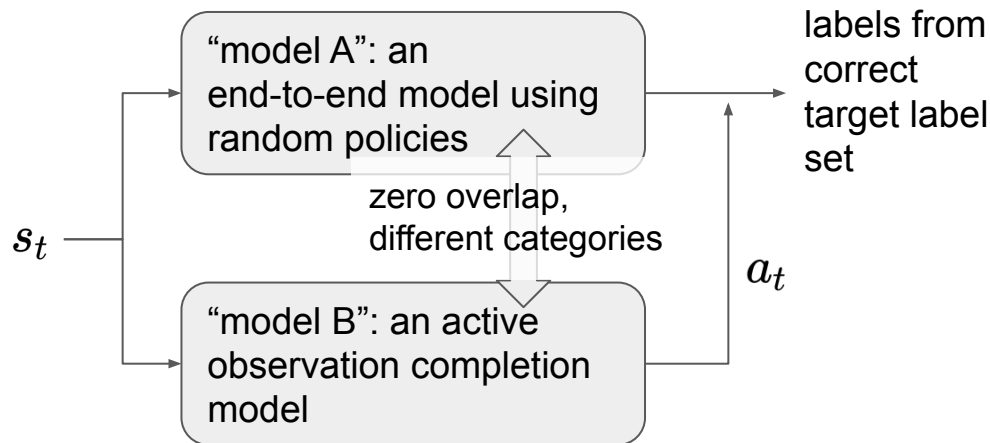 “model A”: an
end-to-end model using
random policies
labels from
correct
target label
set
zero overlap,
different categories
s_t
a_t
“model B”: an active
observation completion
model